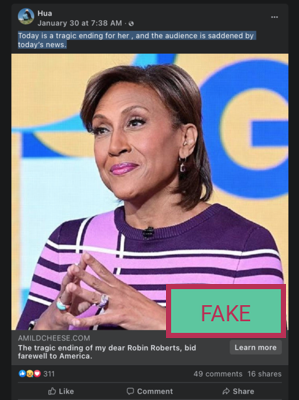 Hua
January 30 at 7:38 AM ·
Today is a tragic ending for her , and the audience is saddened by
today's news.
FAKE
AMILDCHEESE.COM
The tragic ending of my dear Robin Roberts, bid
farewell to America.
Learn more
311
49 comments 16 shares
Like
Comment
Share